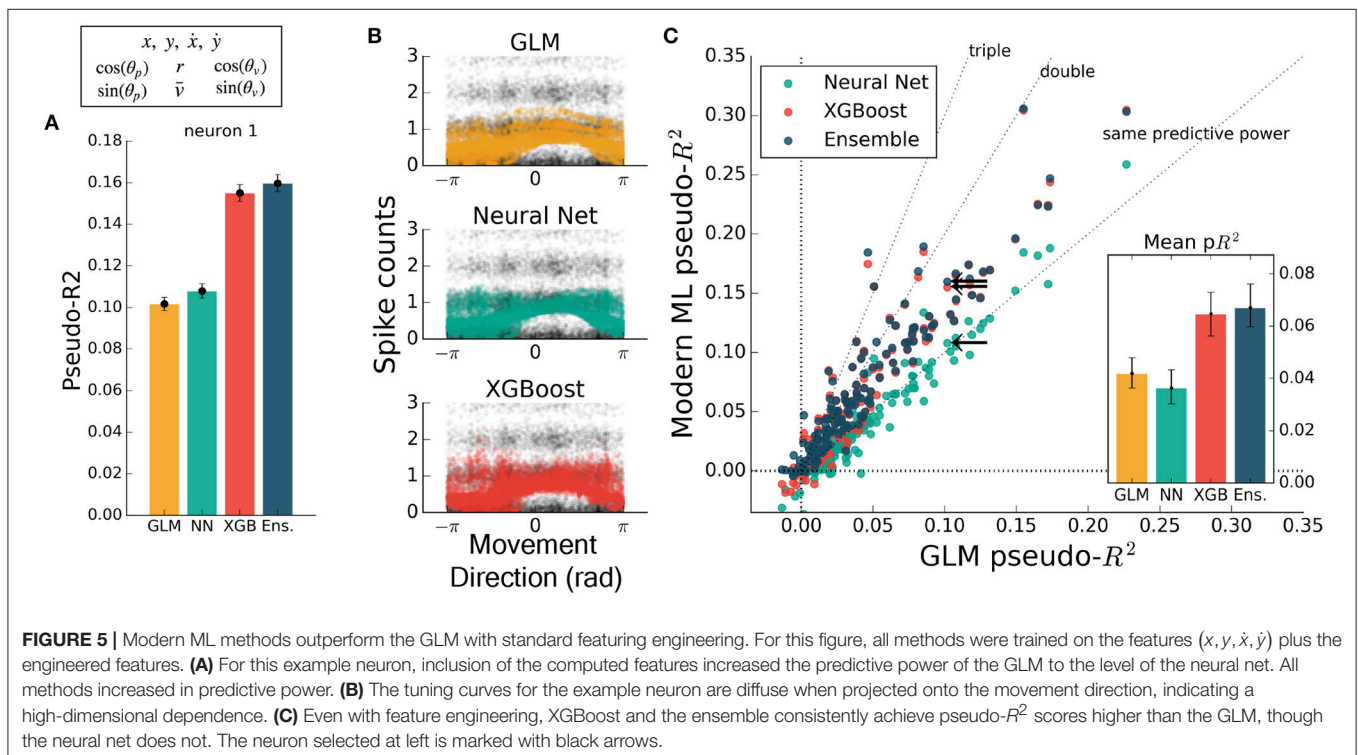 x, y, ẋ, ẏ
cos(θp) r cos(θv)
sin(θp) v̄ sin(θv)
A
neuron 1
Pseudo-R2
0.16
0.14
0.12
0.10
0.08
0.06
0.04
0.02
0.00
GLM NN XGB Ens.
B
GLM
3
2
1
0
−π 0 π
Neural Net
3
2
1
0
−π 0 π
XGBoost
3
2
1
0
−π 0 π
Spike counts
Movement
Direction (rad)
C
Modern ML pseudo-R²
0.35
0.30
0.25
0.20
0.15
0.10
0.05
0.00
Neural Net
XGBoost
Ensemble
triple
double
same predictive power
Mean pR²
0.08
0.06
0.04
0.02
0.00
GLM NN XGB Ens.
0.00 0.05 0.10 0.15 0.20 0.25 0.30 0.35
GLM pseudo-R²
FIGURE 5 | Modern ML methods outperform the GLM with standard featuring engineering. For this figure, all methods were trained on the features (x, y, ẋ, ẏ) plus the
engineered features. (A) For this example neuron, inclusion of the computed features increased the predictive power of the GLM to the level of the neural net. All
methods increased in predictive power. (B) The tuning curves for the example neuron are diffuse when projected onto the movement direction, indicating a
high-dimensional dependence. (C) Even with feature engineering, XGBoost and the ensemble consistently achieve pseudo-R² scores higher than the GLM, though
the neural net does not. The neuron selected at left is marked with black arrows.